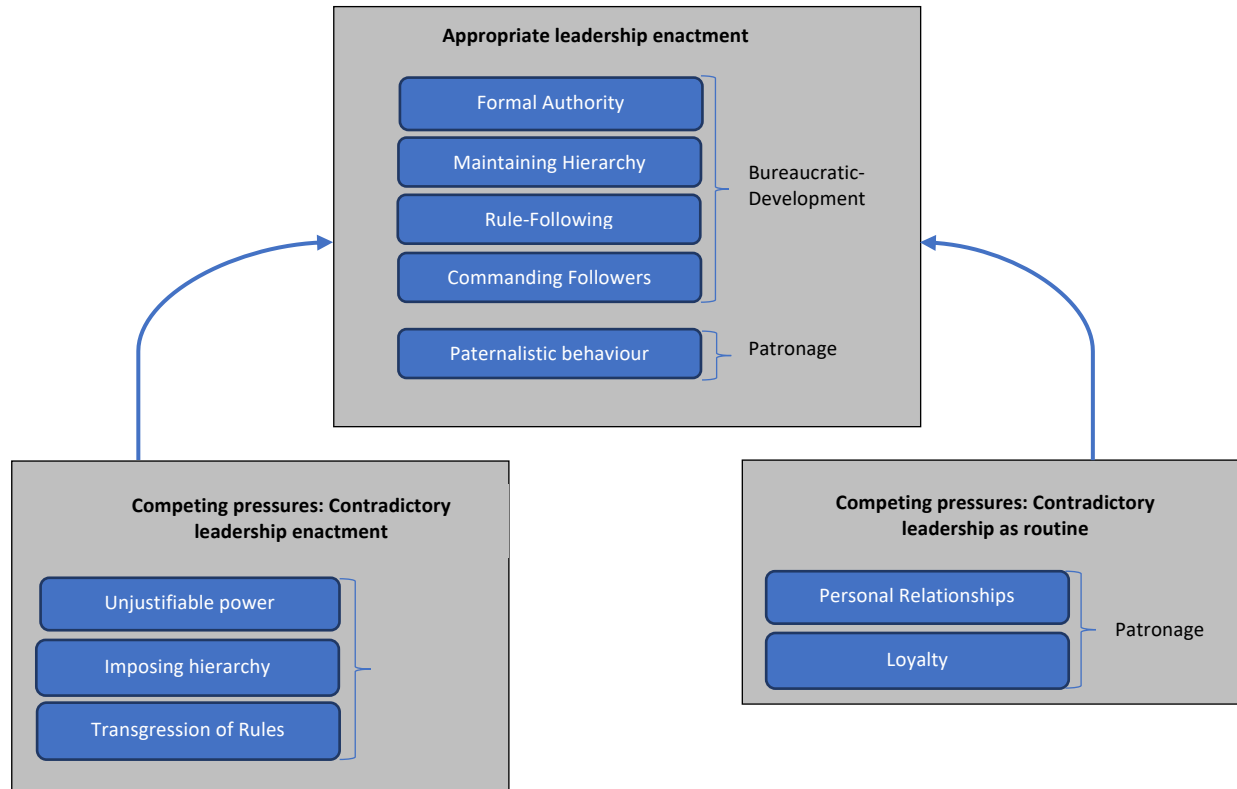 Appropriate leadership enactment
Formal Authority
Maintaining Hierarchy
Rule-Following
Commanding Followers
Bureaucratic-
Development
Paternalistic behaviour
Patronage
Competing pressures: Contradictory
leadership enactment
Unjustifiable power
Imposing hierarchy
Transgression of Rules
Competing pressures: Contradictory
leadership as routine
Personal Relationships
Loyalty
Patronage